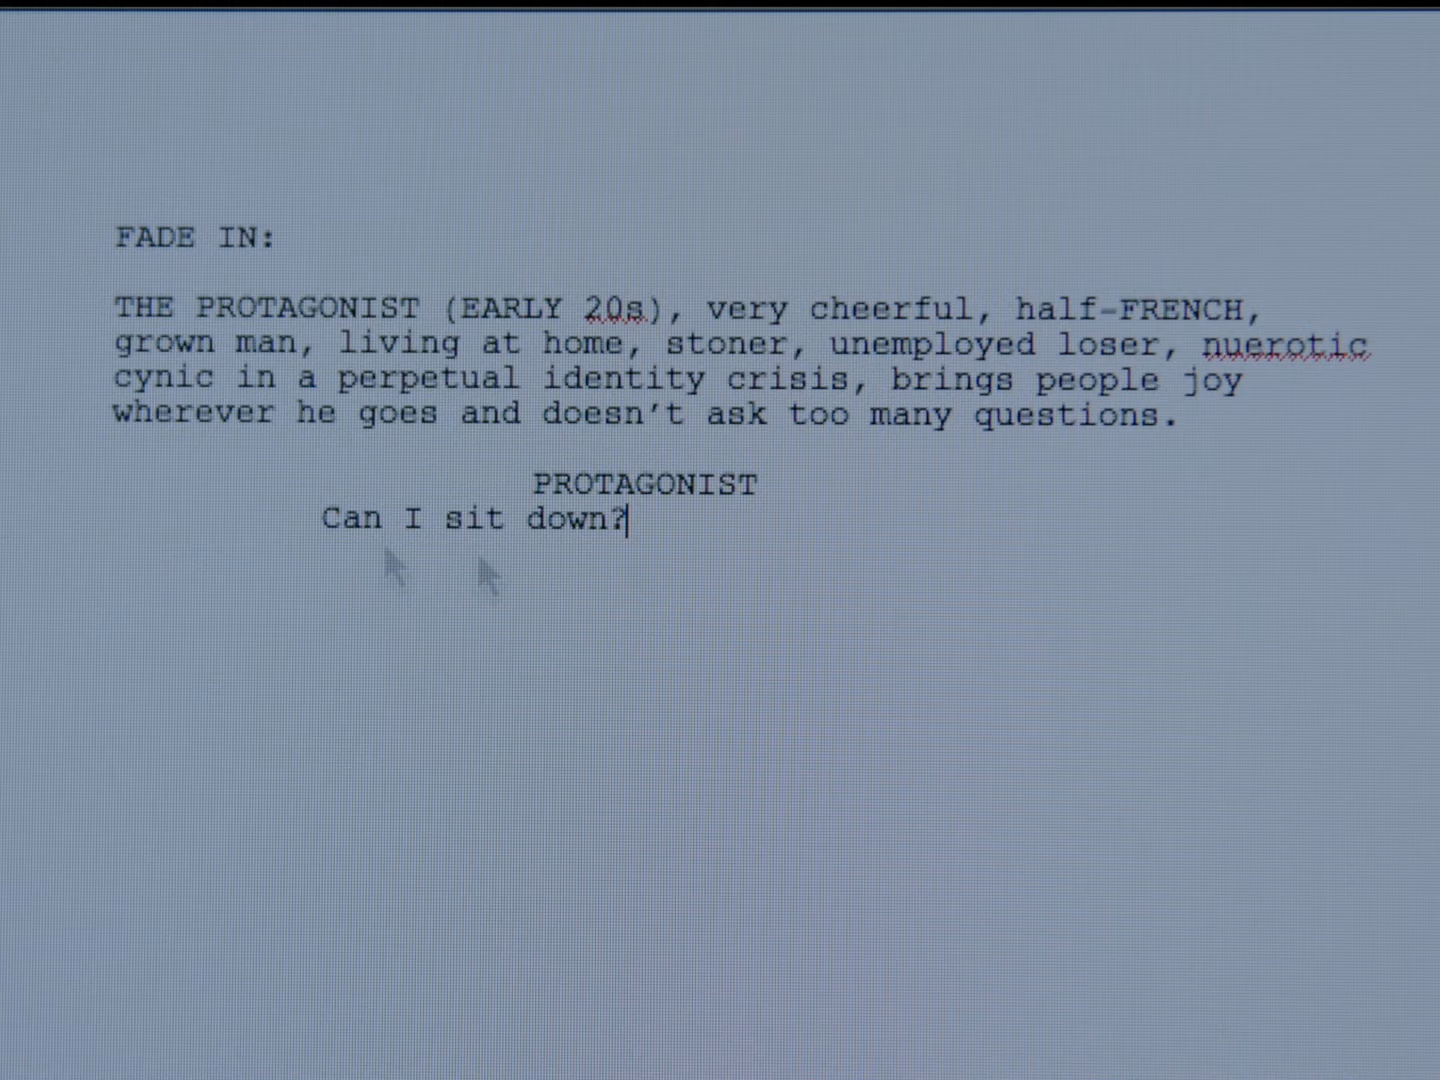 FADE IN:
THE PROTAGONIST (EARLY 20s), very cheerful, half-FRENCH,
grown man, living at home, stoner, unemployed loser, nuerotic
cynic in a perpetual identity crisis, brings people joy
wherever he goes and doesn't ask too many questions.
PROTAGONIST
Can I sit down?